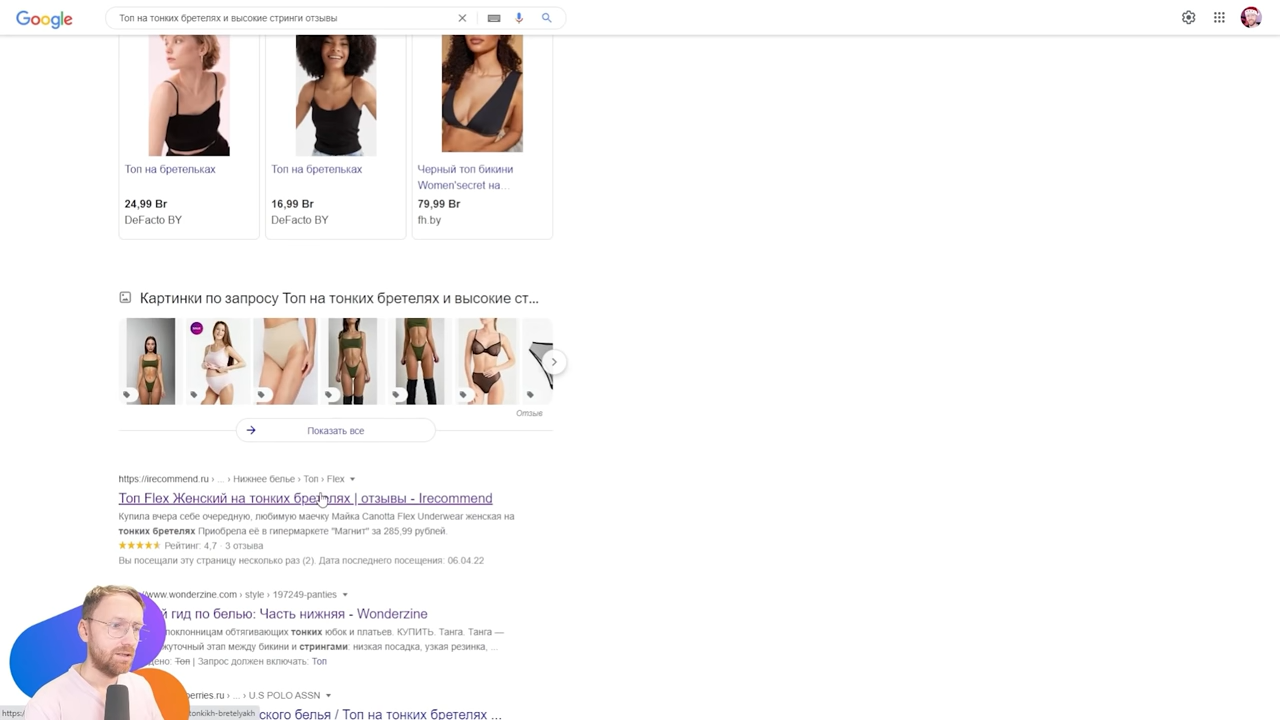 Google
Топ на тонких бретелях и высокие стринги отзывы
Топ на бретельках
24,99 Br
DeFacto BY
Топ на бретельках
16,99 Br
DeFacto BY
Черный топ бикини
Women'secret на...
79,99 Br
fh.by
Картинки по запросу Топ на тонких бретелях и высокие ст...
Отзыв
Показать все
https://irecommend.ru › ... › Нижнее белье › Топ › Flex
Топ Flex Женский на тонких бретелях | отзывы - Irecommend
Купила вчера себе очередную, любимую маечку Майка Canotta Flex Underwear женская на
тонких бретелях Приобрела её в гипермаркете "Магнит" за 285,99 рублей.
Рейтинг: 4,7 · 3 отзыва
Вы посещали эту страницу несколько раз (2). Дата последнего посещения: 06.04.22
/www.wonderzine.com › style › 197249-panties
гид по белью: Часть нижняя - Wonderzine
поклонницам обтягивающих тонких юбок и платьев. КУПИТЬ. Танга. Танга —
жуточный этап между бикини и стрингами: низкая посадка, узкая резинка, ...
дено: Топ | Запрос должен включать: Топ
erries.ru › ... › U.S POLO ASSN
ского белья / Топ на тонких бретелях ...
https:/
tonkikh-bretelyakh